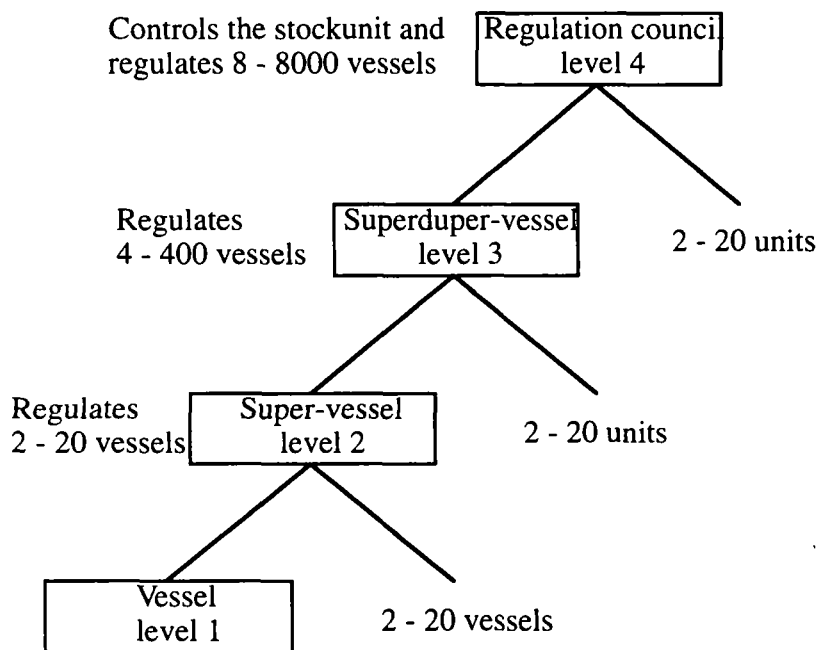 Controls the stockunit and
regulates 8 - 8000 vessels
Regulation council
level 4
Regulates
4 - 400 vessels
Superduper-vessel
level 3
2 - 20 units
Regulates
2 - 20 vessels
Super-vessel
level 2
2 - 20 units
Vessel
level 1
2 - 20 vessels